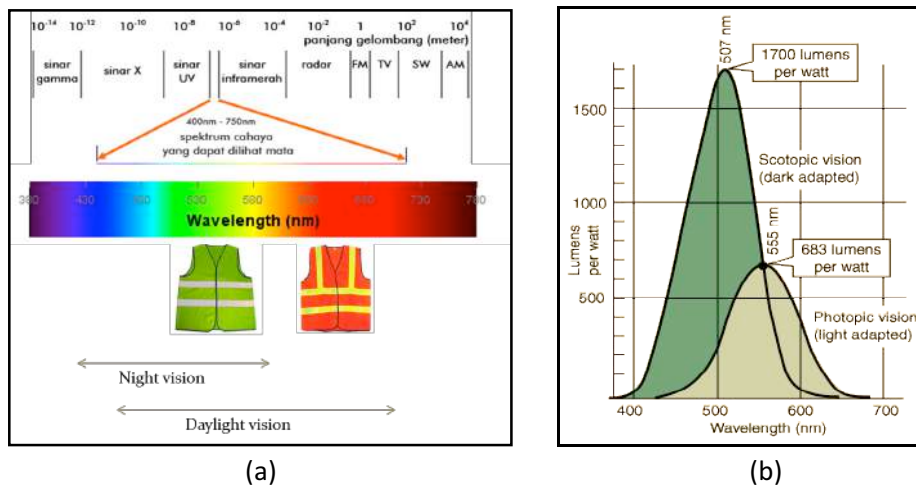 10⁻¹⁴ 10⁻¹² 10⁻¹⁰ 10⁻⁸ 10⁻⁶ 10⁻⁴ 10⁻² 1 10² 10⁴
panjang gelombang (meter)
sinar gamma
sinar X
sinar UV
sinar inframerah
radar
FM
TV
SW
AM
400nm - 750nm
spektrum cahaya
yang dapat dilihat mata
380 430 480 530 580 630 680 730 780
Wavelength (nm)
Night vision
Daylight vision
(a)
507 nm
1700 lumens
per watt
1500
Scotopic vision
(dark adapted)
1000
555 nm
683 lumens
per watt
Lumens
per watt
500
Photopic vision
(light adapted)
400 500 600 700
Wavelength (nm)
(b)